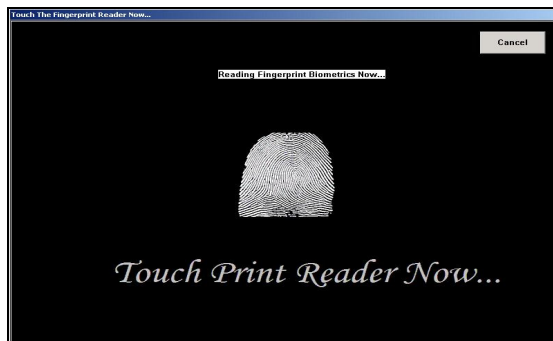 Touch The Fingerprint Reader Now...
Cancel
Reading Fingerprint Biometrics Now...
Touch Print Reader Now...